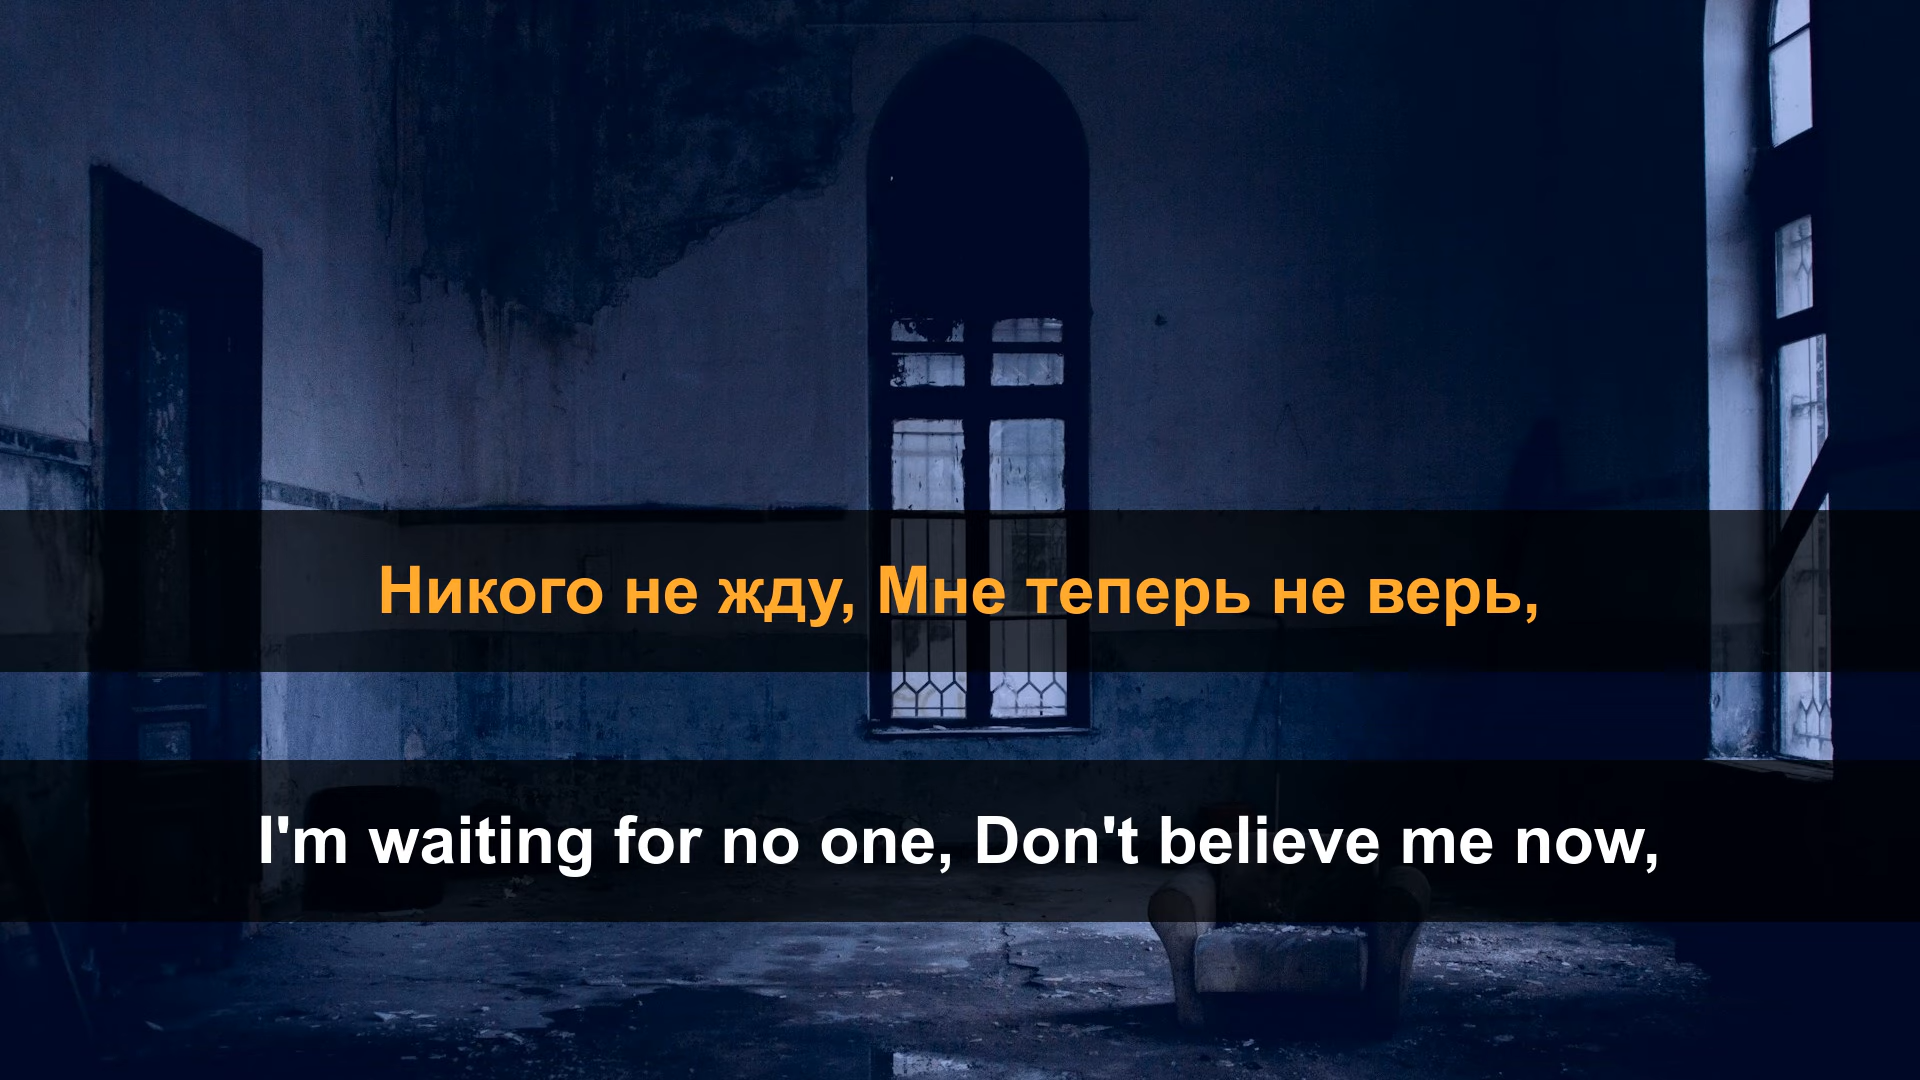 Никого не жду, Мне теперь не верь,
I'm waiting for no one, Don't believe me now,